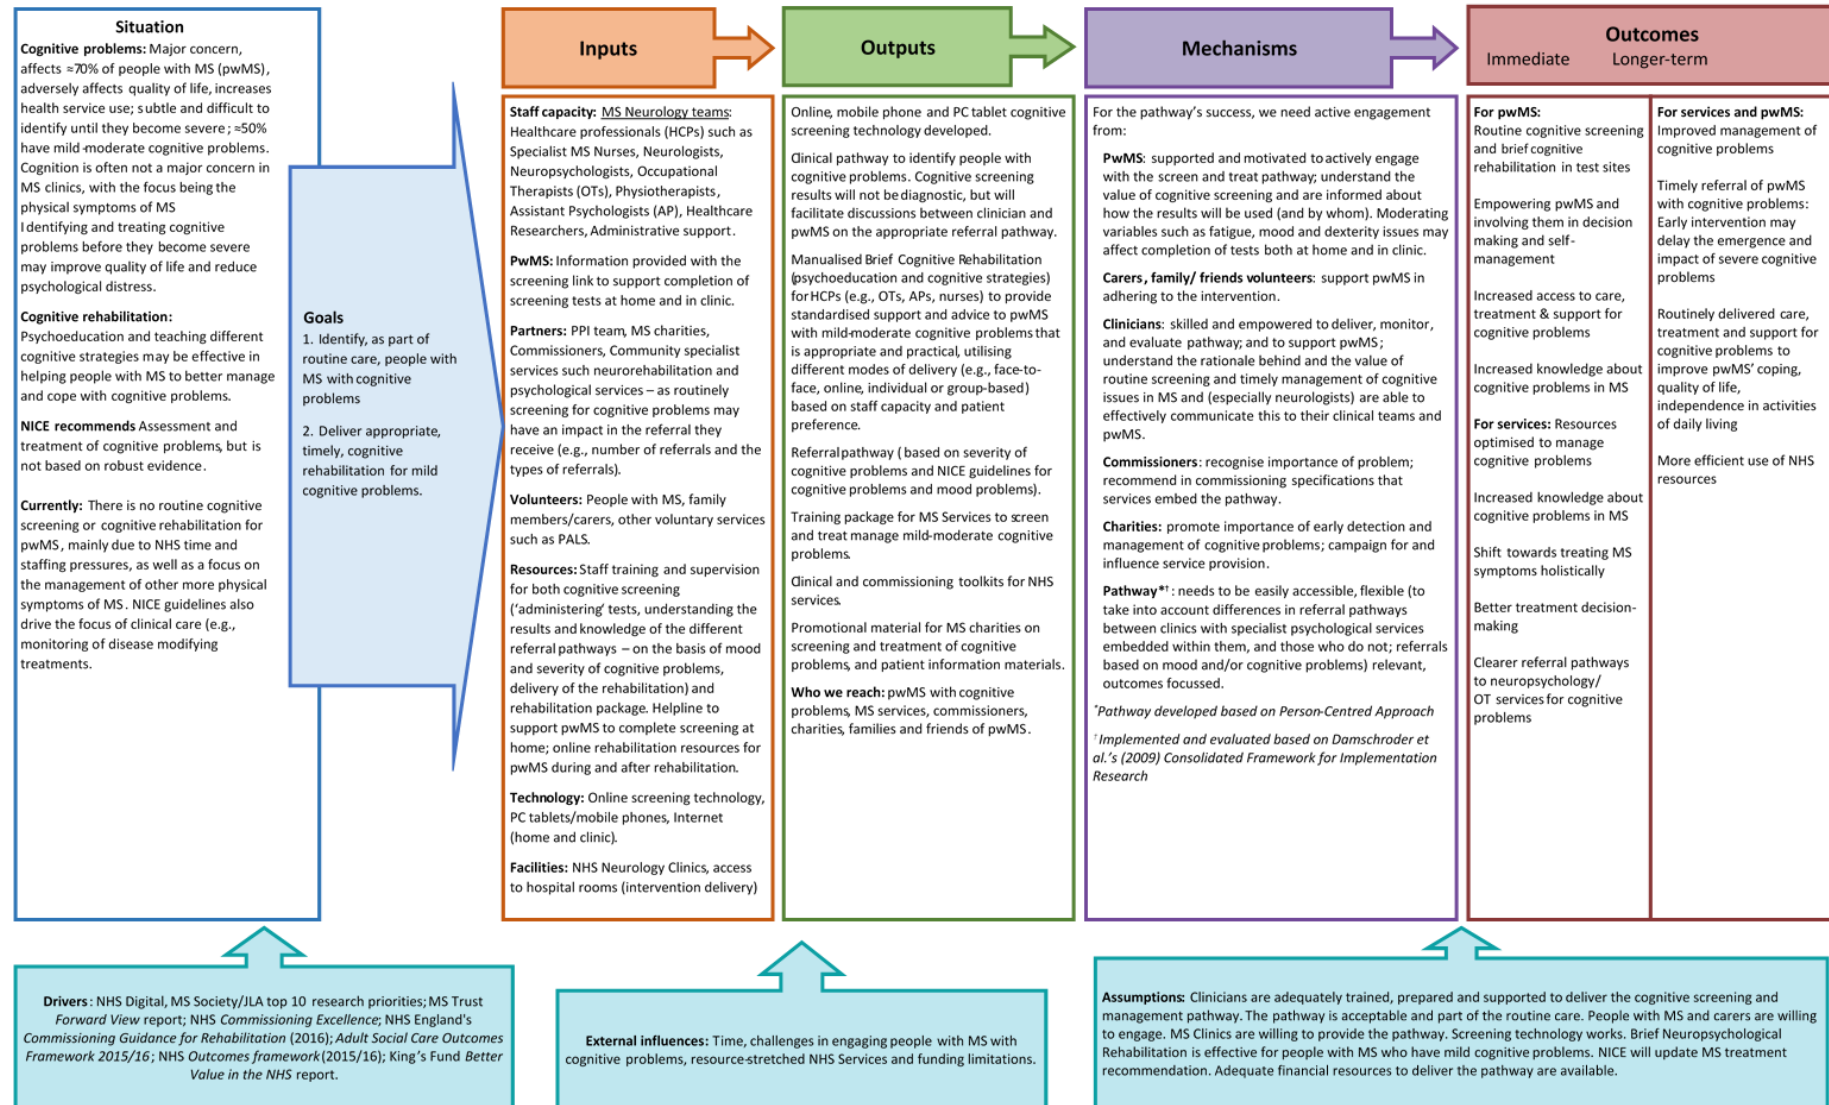 Situation
Cognitive problems: Major concern,
affects ≈70% of people with MS (pwMS),
adversely affects quality of life, increases
health service use; subtle and difficult to
identify until they become severe; ≈50%
have mild-moderate cognitive problems.
Cognition is often not a major concern in
MS clinics, with the focus being the
physical symptoms of MS
Identifying and treating cognitive
problems before they become severe
may improve quality of life and reduce
psychological distress.
Cognitive rehabilitation:
Psychoeducation and teaching different
cognitive strategies may be effective in
helping people with MS to better manage
and cope with cognitive problems.
NICE recommends Assessment and
treatment of cognitive problems, but is
not based on robust evidence.
Currently: There is no routine cognitive
screening or cognitive rehabilitation for
pwMS, mainly due to NHS time and
staffing pressures, as well as a focus on
the management of other more physical
symptoms of MS. NICE guidelines also
drive the focus of clinical care (e.g.,
monitoring of disease modifying
treatments.
Goals
1. Identify, as part of
routine care, people with
MS with cognitive
problems
2. Deliver appropriate,
timely, cognitive
rehabilitation for mild
cognitive problems.
Inputs
Staff capacity: MS Neurology teams:
Healthcare professionals (HCPs) such as
Specialist MS Nurses, Neurologists,
Neuropsychologists, Occupational
Therapists (OTs), Physiotherapists,
Assistant Psychologists (AP), Healthcare
Researchers, Administrative support.
PwMS: Information provided with the
screening link to support completion of
screening tests at home and in clinic.
Partners: PPI team, MS charities,
Commissioners, Community specialist
services such neurorehabilitation and
psychological services – as routinely
screening for cognitive problems may
have an impact in the referral they
receive (e.g., number of referrals and the
types of referrals).
Volunteers: People with MS, family
members/carers, other voluntary services
such as PALS.
Resources: Staff training and supervision
for both cognitive screening
('administering' tests, understanding the
results and knowledge of the different
referral pathways – on the basis of mood
and severity of cognitive problems,
delivery of the rehabilitation) and
rehabilitation package. Helpline to
support pwMS to complete screening at
home; online rehabilitation resources for
pwMS during and after rehabilitation.
Technology: Online screening technology,
PC tablets/mobile phones, Internet
(home and clinic).
Facilities: NHS Neurology Clinics, access
to hospital rooms (intervention delivery)
Outputs
Online, mobile phone and PC tablet cognitive
screening technology developed.
Clinical pathway to identify people with
cognitive problems. Cognitive screening
results will not be diagnostic, but will
facilitate discussions between clinician and
pwMS on the appropriate referral pathway.
Manualised Brief Cognitive Rehabilitation
(psychoeducation and cognitive strategies)
for HCPs (e.g., OTs, APs, nurses) to provide
standardised support and advice to pwMS
with mild-moderate cognitive problems that
is appropriate and practical, utilising
different modes of delivery (e.g., face-to-
face, online, individual or group-based)
based on staff capacity and patient
preference.
Referral pathway ( based on severity of
cognitive problems and NICE guidelines for
cognitive problems and mood problems).
Training package for MS Services to screen
and treat manage mild-moderate cognitive
problems.
Clinical and commissioning toolkits for NHS
services.
Promotional material for MS charities on
screening and treatment of cognitive
problems, and patient information materials.
Who we reach: pwMS with cognitive
problems, MS services, commissioners,
charities, families and friends of pwMS.
Mechanisms
For the pathway's success, we need active engagement
from:
PwMS: supported and motivated to actively engage
with the screen and treat pathway; understand the
value of cognitive screening and are informed about
how the results will be used (and by whom). Moderating
variables such as fatigue, mood and dexterity issues may
affect completion of tests both at home and in clinic.
Carers, family/ friends volunteers: support pwMS in
adhering to the intervention.
Clinicians: skilled and empowered to deliver, monitor,
and evaluate pathway; and to support pwMS;
understand the rationale behind and the value of
routine screening and timely management of cognitive
issues in MS and (especially neurologists) are able to
effectively communicate this to their clinical teams and
pwMS.
Commissioners: recognise importance of problem;
recommend in commissioning specifications that
services embed the pathway.
Charities: promote importance of early detection and
management of cognitive problems; campaign for and
influence service provision.
Pathway*†: needs to be easily accessible, flexible (to
take into account differences in referral pathways
between clinics with specialist psychological services
embedded within them, and those who do not; referrals
based on mood and/or cognitive problems) relevant,
outcomes focussed.
*Pathway developed based on Person-Centred Approach
†Implemented and evaluated based on Damschroder et
al.'s (2009) Consolidated Framework for Implementation
Research
Outcomes
Immediate Longer-term
For pwMS:
Routine cognitive screening
and brief cognitive
rehabilitation in test sites
Empowering pwMS and
involving them in decision
making and self-
management
Increased access to care,
treatment & support for
cognitive problems
Increased knowledge about
cognitive problems in MS
For services: Resources
optimised to manage
cognitive problems
Increased knowledge about
cognitive problems in MS
Shift towards treating MS
symptoms holistically
Better treatment decision-
making
Clearer referral pathways
to neuropsychology/
OT services for cognitive
problems
For services and pwMS:
Improved management of
cognitive problems
Timely referral of pwMS
with cognitive problems:
Early intervention may
delay the emergence and
impact of severe cognitive
problems
Routinely delivered care,
treatment and support for
cognitive problems to
improve pwMS' coping,
quality of life,
independence in activities
of daily living
More efficient use of NHS
resources
Drivers: NHS Digital, MS Society/JLA top 10 research priorities; MS Trust
Forward View report; NHS Commissioning Excellence; NHS England's
Commissioning Guidance for Rehabilitation (2016); Adult Social Care Outcomes
Framework 2015/16; NHS Outcomes framework (2015/16); King's Fund Better
Value in the NHS report.
External influences: Time, challenges in engaging people with MS with
cognitive problems, resource-stretched NHS Services and funding limitations.
Assumptions: Clinicians are adequately trained, prepared and supported to deliver the cognitive screening and
management pathway. The pathway is acceptable and part of the routine care. People with MS and carers are willing
to engage. MS Clinics are willing to provide the pathway. Screening technology works. Brief Neuropsychological
Rehabilitation is effective for people with MS who have mild cognitive problems. NICE will update MS treatment
recommendation. Adequate financial resources to deliver the pathway are available.